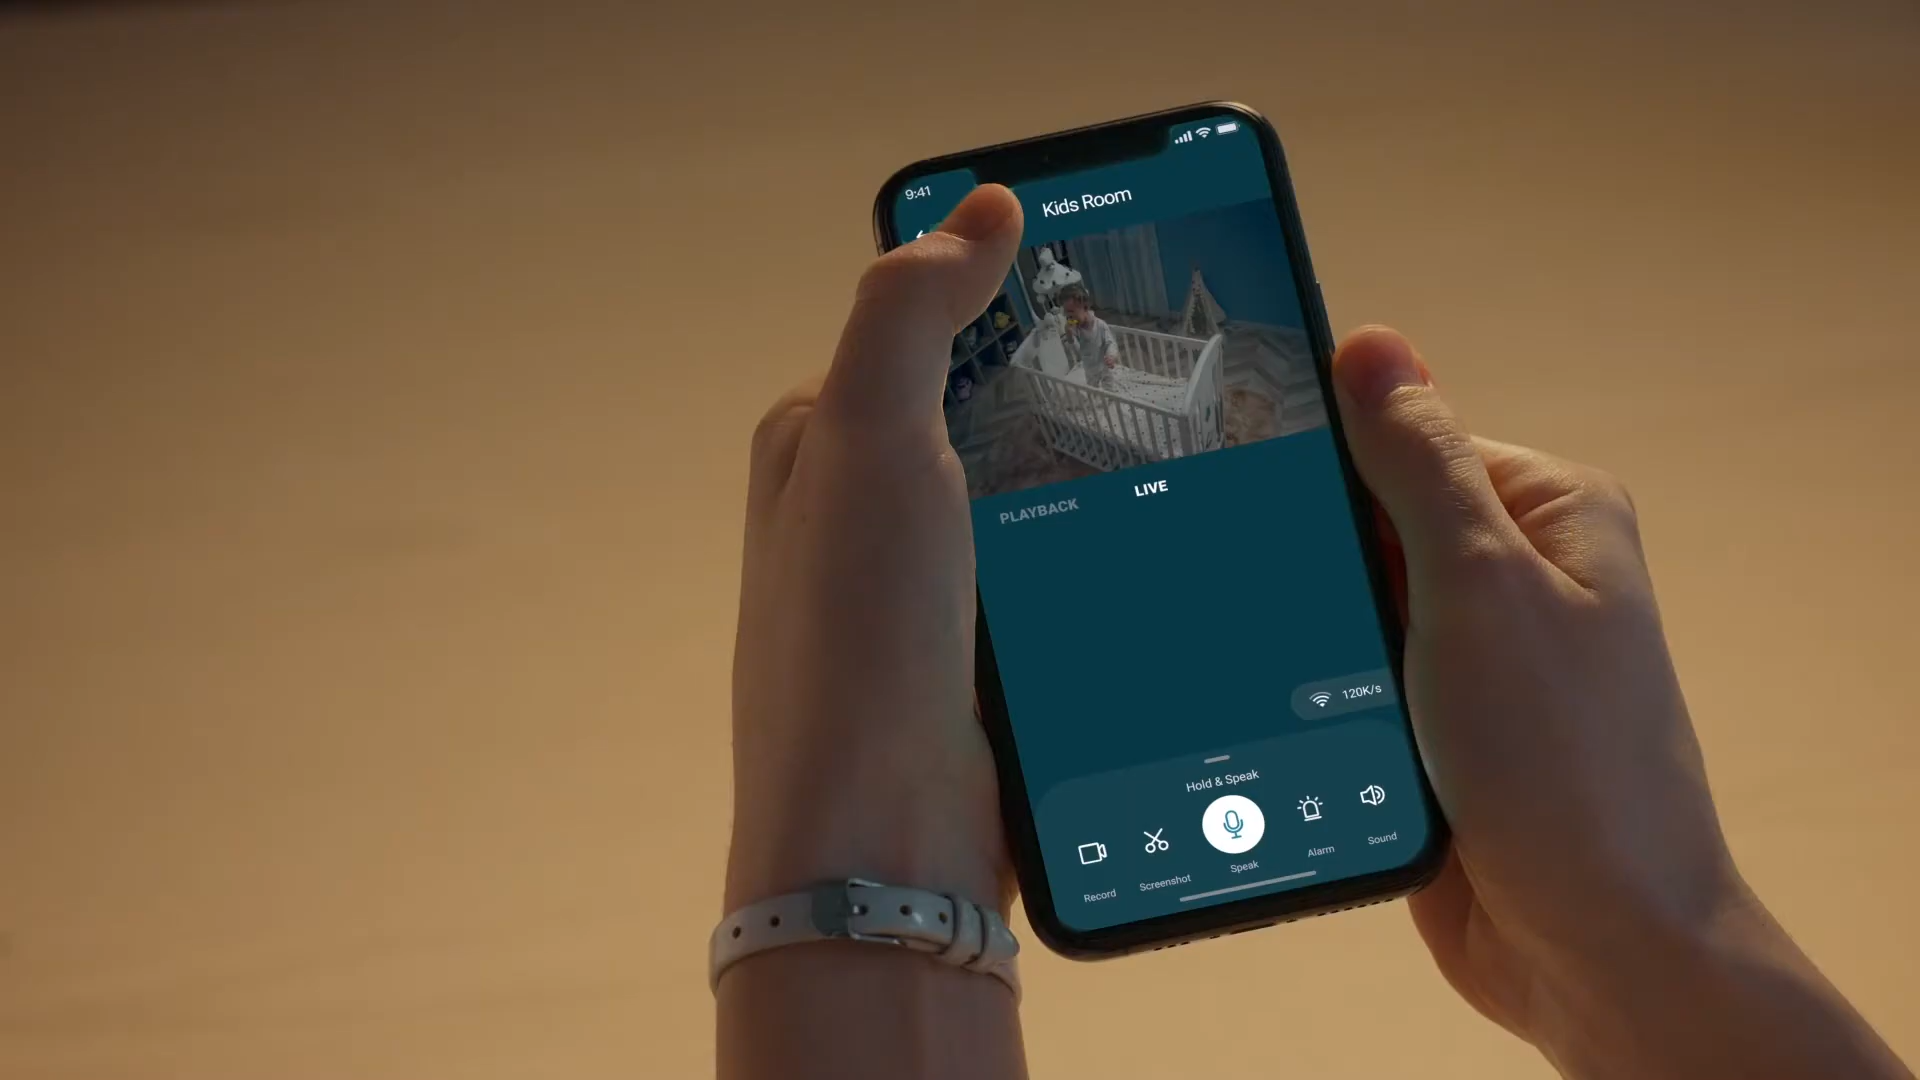 9:41
Kids Room
PLAYBACK
LIVE
120K/s
Hold & Speak
Record
Screenshot
Speak
Alarm
Sound